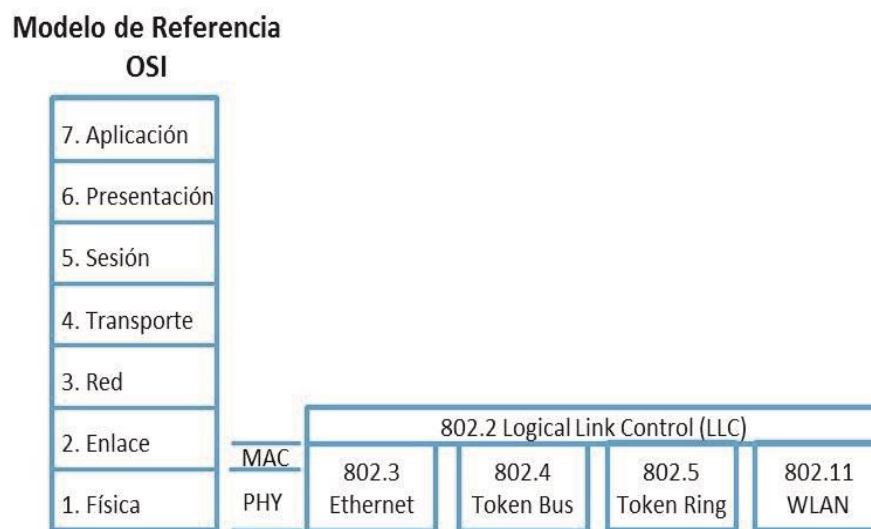 Modelo de Referencia
OSI
7. Aplicación
6. Presentación
5. Sesión
4. Transporte
3. Red
2. Enlace
1. Física
MAC
PHY
802.2 Logical Link Control (LLC)
802.3
Ethernet
802.4
Token Bus
802.5
Token Ring
802.11
WLAN